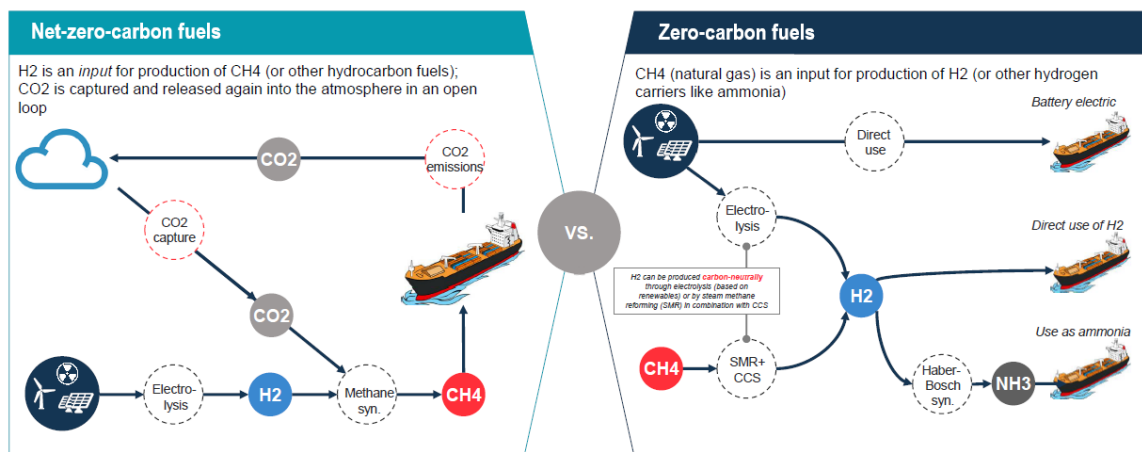 Net-zero-carbon fuels
H2 is an input for production of CH4 (or other hydrocarbon fuels);
CO2 is captured and released again into the atmosphere in an open
loop
CO2
CO2
emissions
CO2
capture
CO2
Electro-
lysis
H2
Methane
syn.
CH4
VS.
Zero-carbon fuels
CH4 (natural gas) is an input for production of H2 (or other hydrogen
carriers like ammonia)
Battery electric
Direct
use
Electro-
lysis
Direct use of H2
H2 can be produced carbon-neutrally
through electrolysis (based on
renewables) or by steam methane
reforming (SMR) in combination with CCS
H2
Use as ammonia
CH4
SMR+
CCS
Haber-
Bosch
syn.
NH3